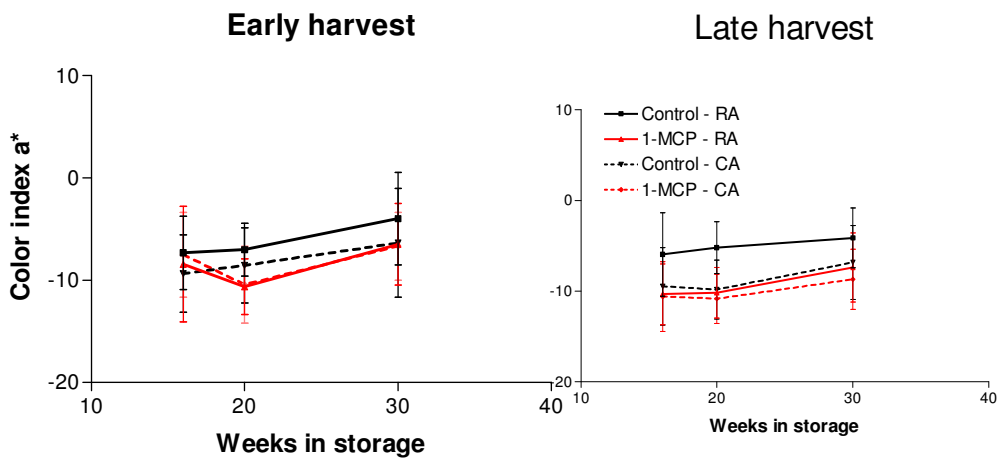 Early harvest
Color index a*
10
0
-10
-20
10
20
30
40
Weeks in storage
Late harvest
10
0
-10
-20
10
20
30
40
Control - RA
1-MCP - RA
Control - CA
1-MCP - CA
Weeks in storage